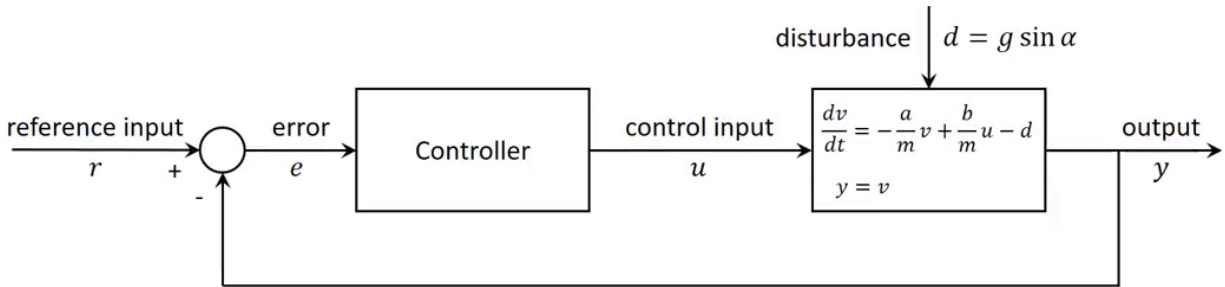 disturbance
d = g sin α
reference input
r
+
-
error
e
Controller
control input
u
dv/dt = -a/m v + b/m u - d
y = v
output
y